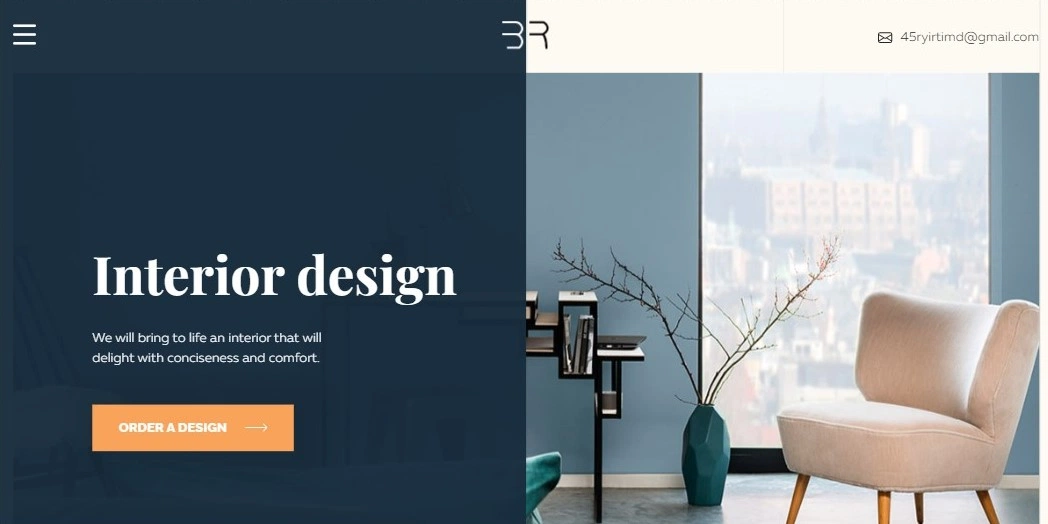 BR
45ryirtimd@gmail.com
Interior design
We will bring to life an interior that will
delight with conciseness and comfort.
ORDER A DESIGN